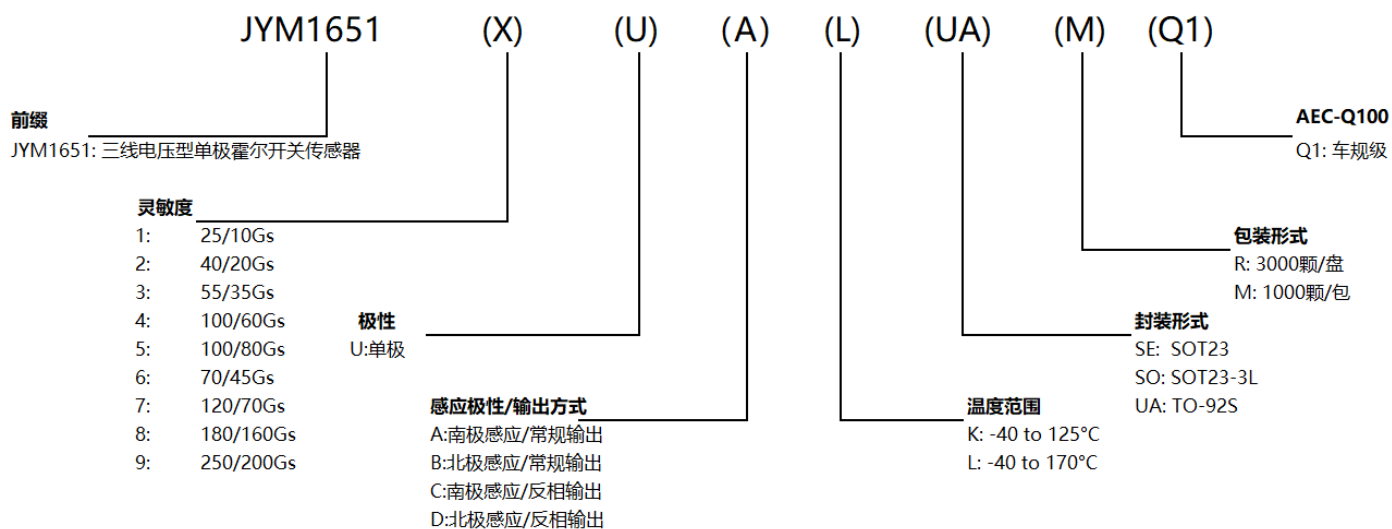 JYM1651 (X) (U) (A) (L) (UA) (M) (Q1)
前缀
JYM1651: 三线电压型单极霍尔开关传感器
AEC-Q100
Q1: 车规级
灵敏度
1: 25/10Gs
2: 40/20Gs
3: 55/35Gs
4: 100/60Gs
5: 100/80Gs
6: 70/45Gs
7: 120/70Gs
8: 180/160Gs
9: 250/200Gs
包装形式
R: 3000颗/盘
M: 1000颗/包
极性
U:单极
封装形式
SE: SOT23
SO: SOT23-3L
UA: TO-92S
感应极性/输出方式
A:南极感应/常规输出
B:北极感应/常规输出
C:南极感应/反相输出
D:北极感应/反相输出
温度范围
K: -40 to 125°C
L: -40 to 170°C